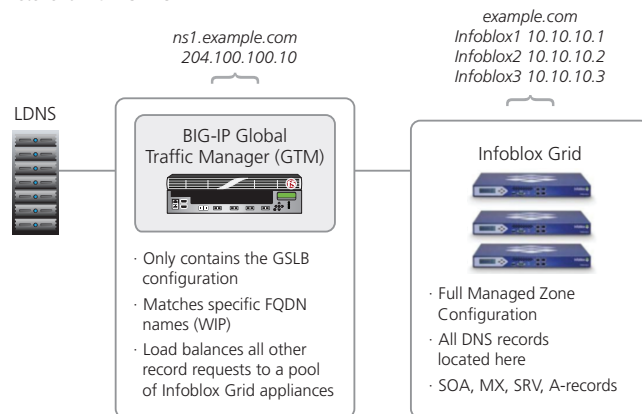 ns1.example.com
204.100.100.10
example.com
Infoblox1 10.10.10.1
Infoblox2 10.10.10.2
Infoblox3 10.10.10.3
LDNS
BIG-IP Global
Traffic Manager (GTM)
· Only contains the GSLB
configuration
· Matches specific FQDN
names (WIP)
· Load balances all other
record requests to a pool
of Infoblox Grid appliances
Infoblox Grid
· Full Managed Zone
Configuration
· All DNS records
located here
· SOA, MX, SRV, A-records